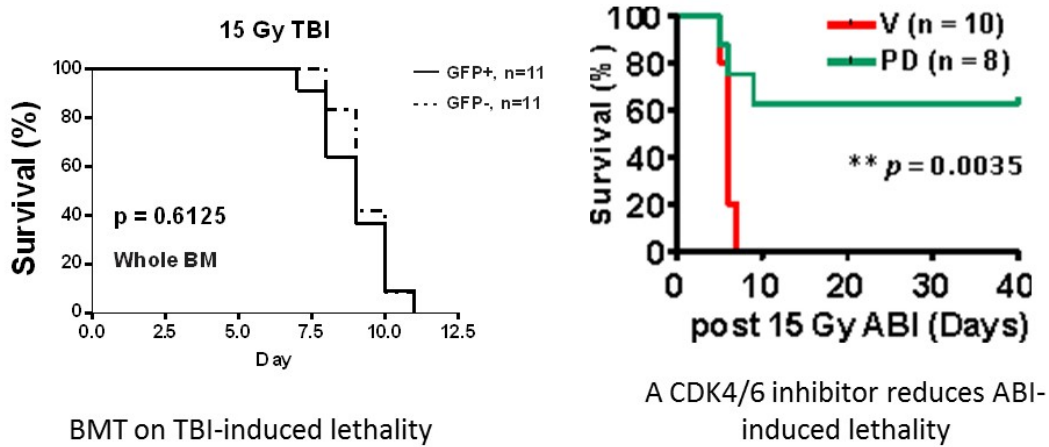 15 Gy TBI
Survival (%)
100
80
60
40
20
0
GFP+, n=11
GFP-, n=11
p = 0.6125
Whole BM
0.0 2.5 5.0 7.5 10.0 12.5
Day
BMT on TBI-induced lethality
Survival (%)
100
80
60
40
20
0
V (n = 10)
PD (n = 8)
** p = 0.0035
0 10 20 30 40
post 15 Gy ABI (Days)
A CDK4/6 inhibitor reduces ABI-
induced lethality